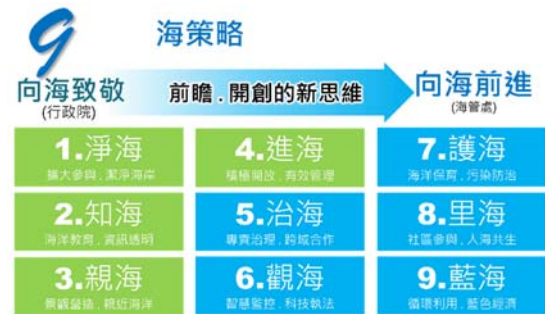 9
海策略
向海致敬
(行政院)
前瞻.開創的新思維
向海前進
(海管處)
1.淨海
擴大參與,潔淨海岸
2.知海
海洋教育,資訊透明
3.親海
景觀營造,親近海洋
4.進海
積極開放,有效管理
5.治海
專責治理,跨域合作
6.觀海
智慧監控,科技執法
7.護海
海洋保育,污染防治
8.里海
社區參與,人海共生
9.藍海
循環利用,藍色經濟